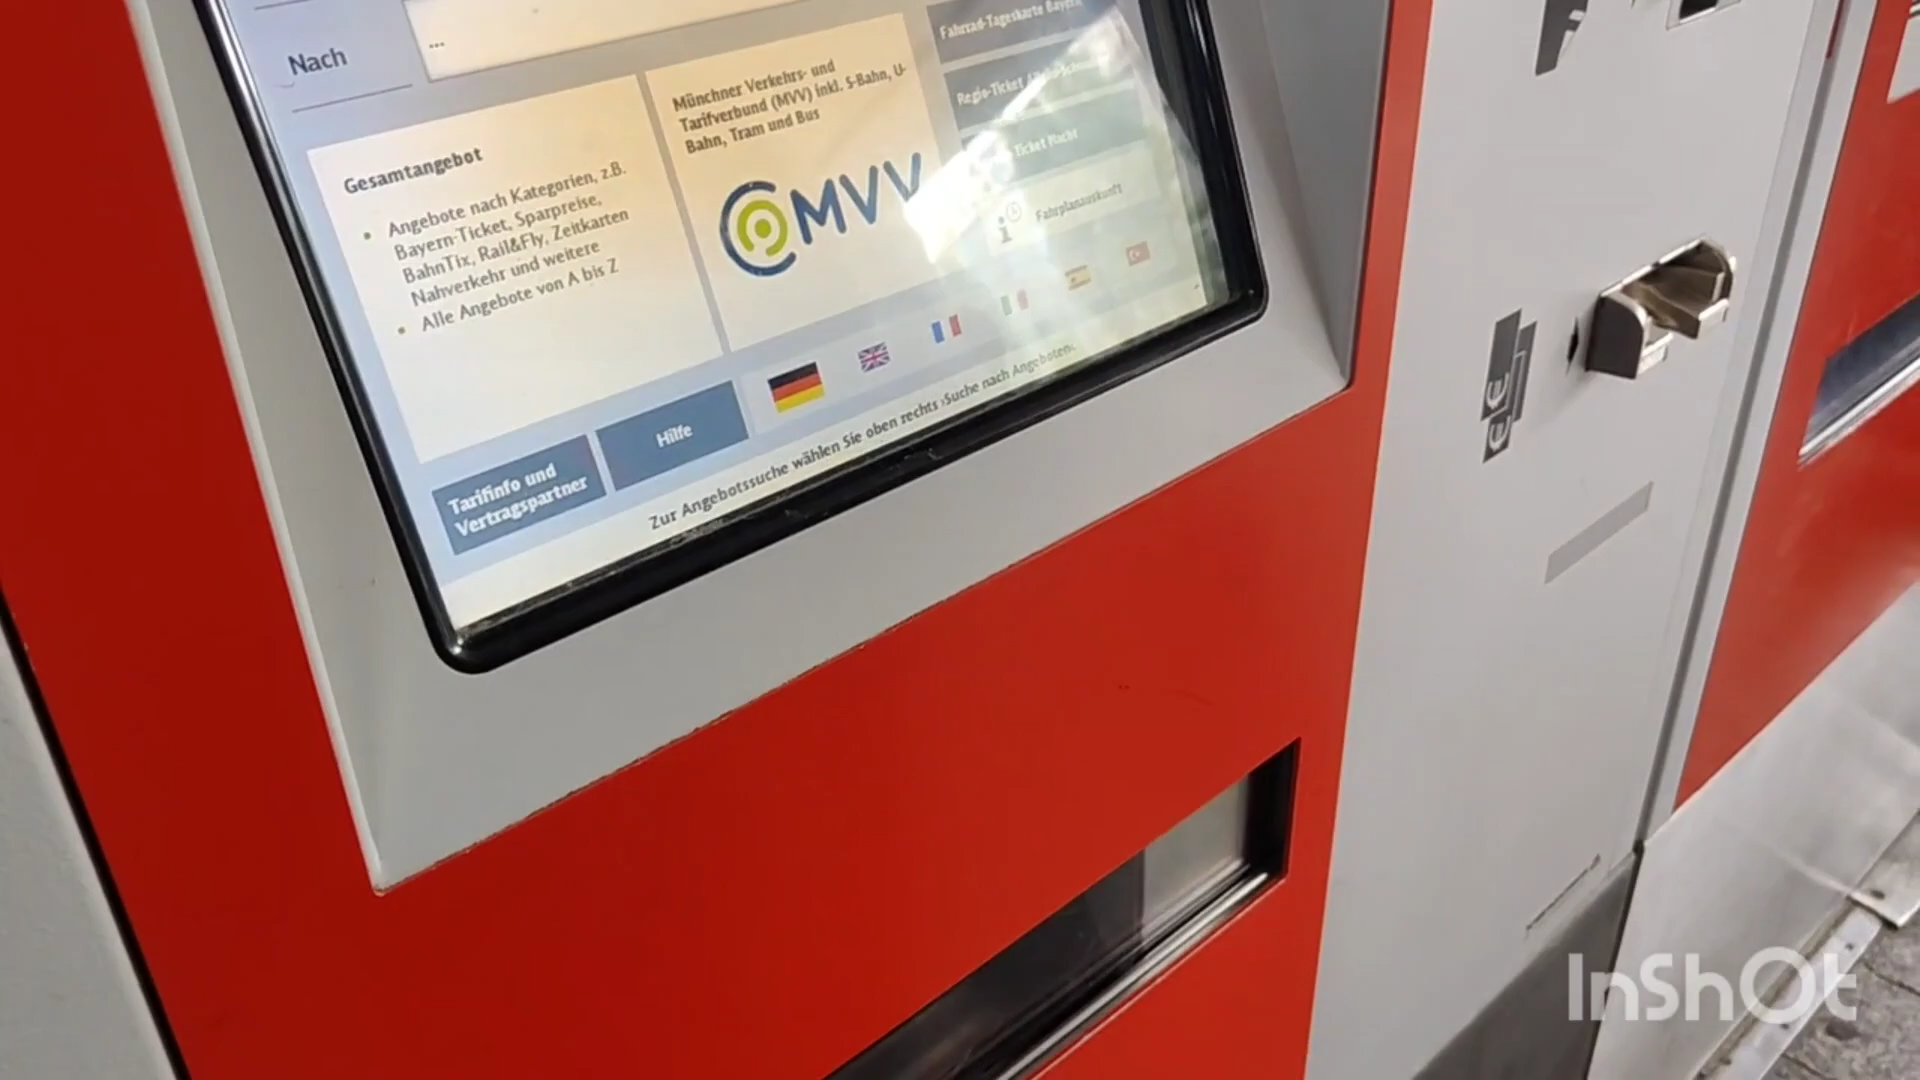 Nach
...
Gesamtangebot
• Angebote nach Kategorien, z.B.
Bayern-Ticket, Sparpreise,
BahnTix, Rail&Fly, Zeitkarten
Nahverkehr und weitere
• Alle Angebote von A bis Z
Münchner Verkehrs- und
Tarifverbund (MVV) inkl. S-Bahn, U-
Bahn, Tram und Bus
MVV
Fahrrad-Tageskarte Bayern
Regio-Ticket
Ticket Nacht
Fahrplanauskunft
Tarifinfo und
Vertragspartner
Hilfe
Zur Angebotssuche wählen Sie oben rechts ›Suche nach Angeboten‹.
€
€
InShOt